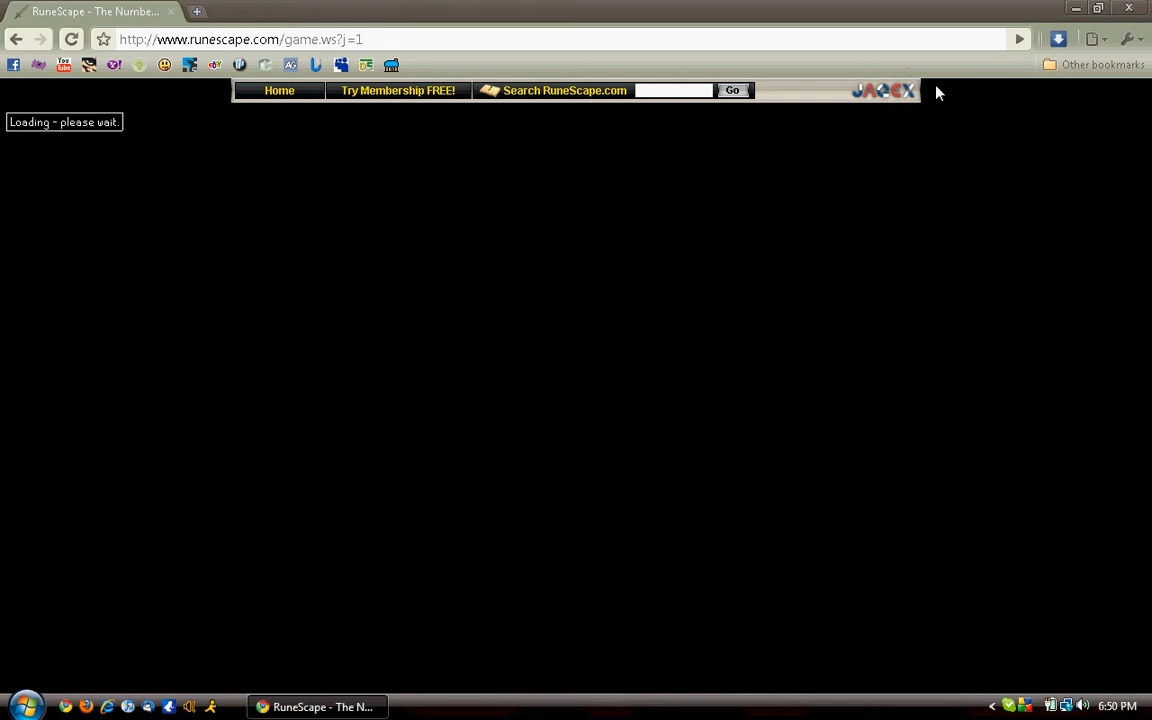 RuneScape - The Numbe...
http://www.runescape.com/game.ws?j=1
Other bookmarks
Home
Try Membership FREE!
Search RuneScape.com
Go
JAGEX
Loading - please wait.
RuneScape - The N...
6:50 PM